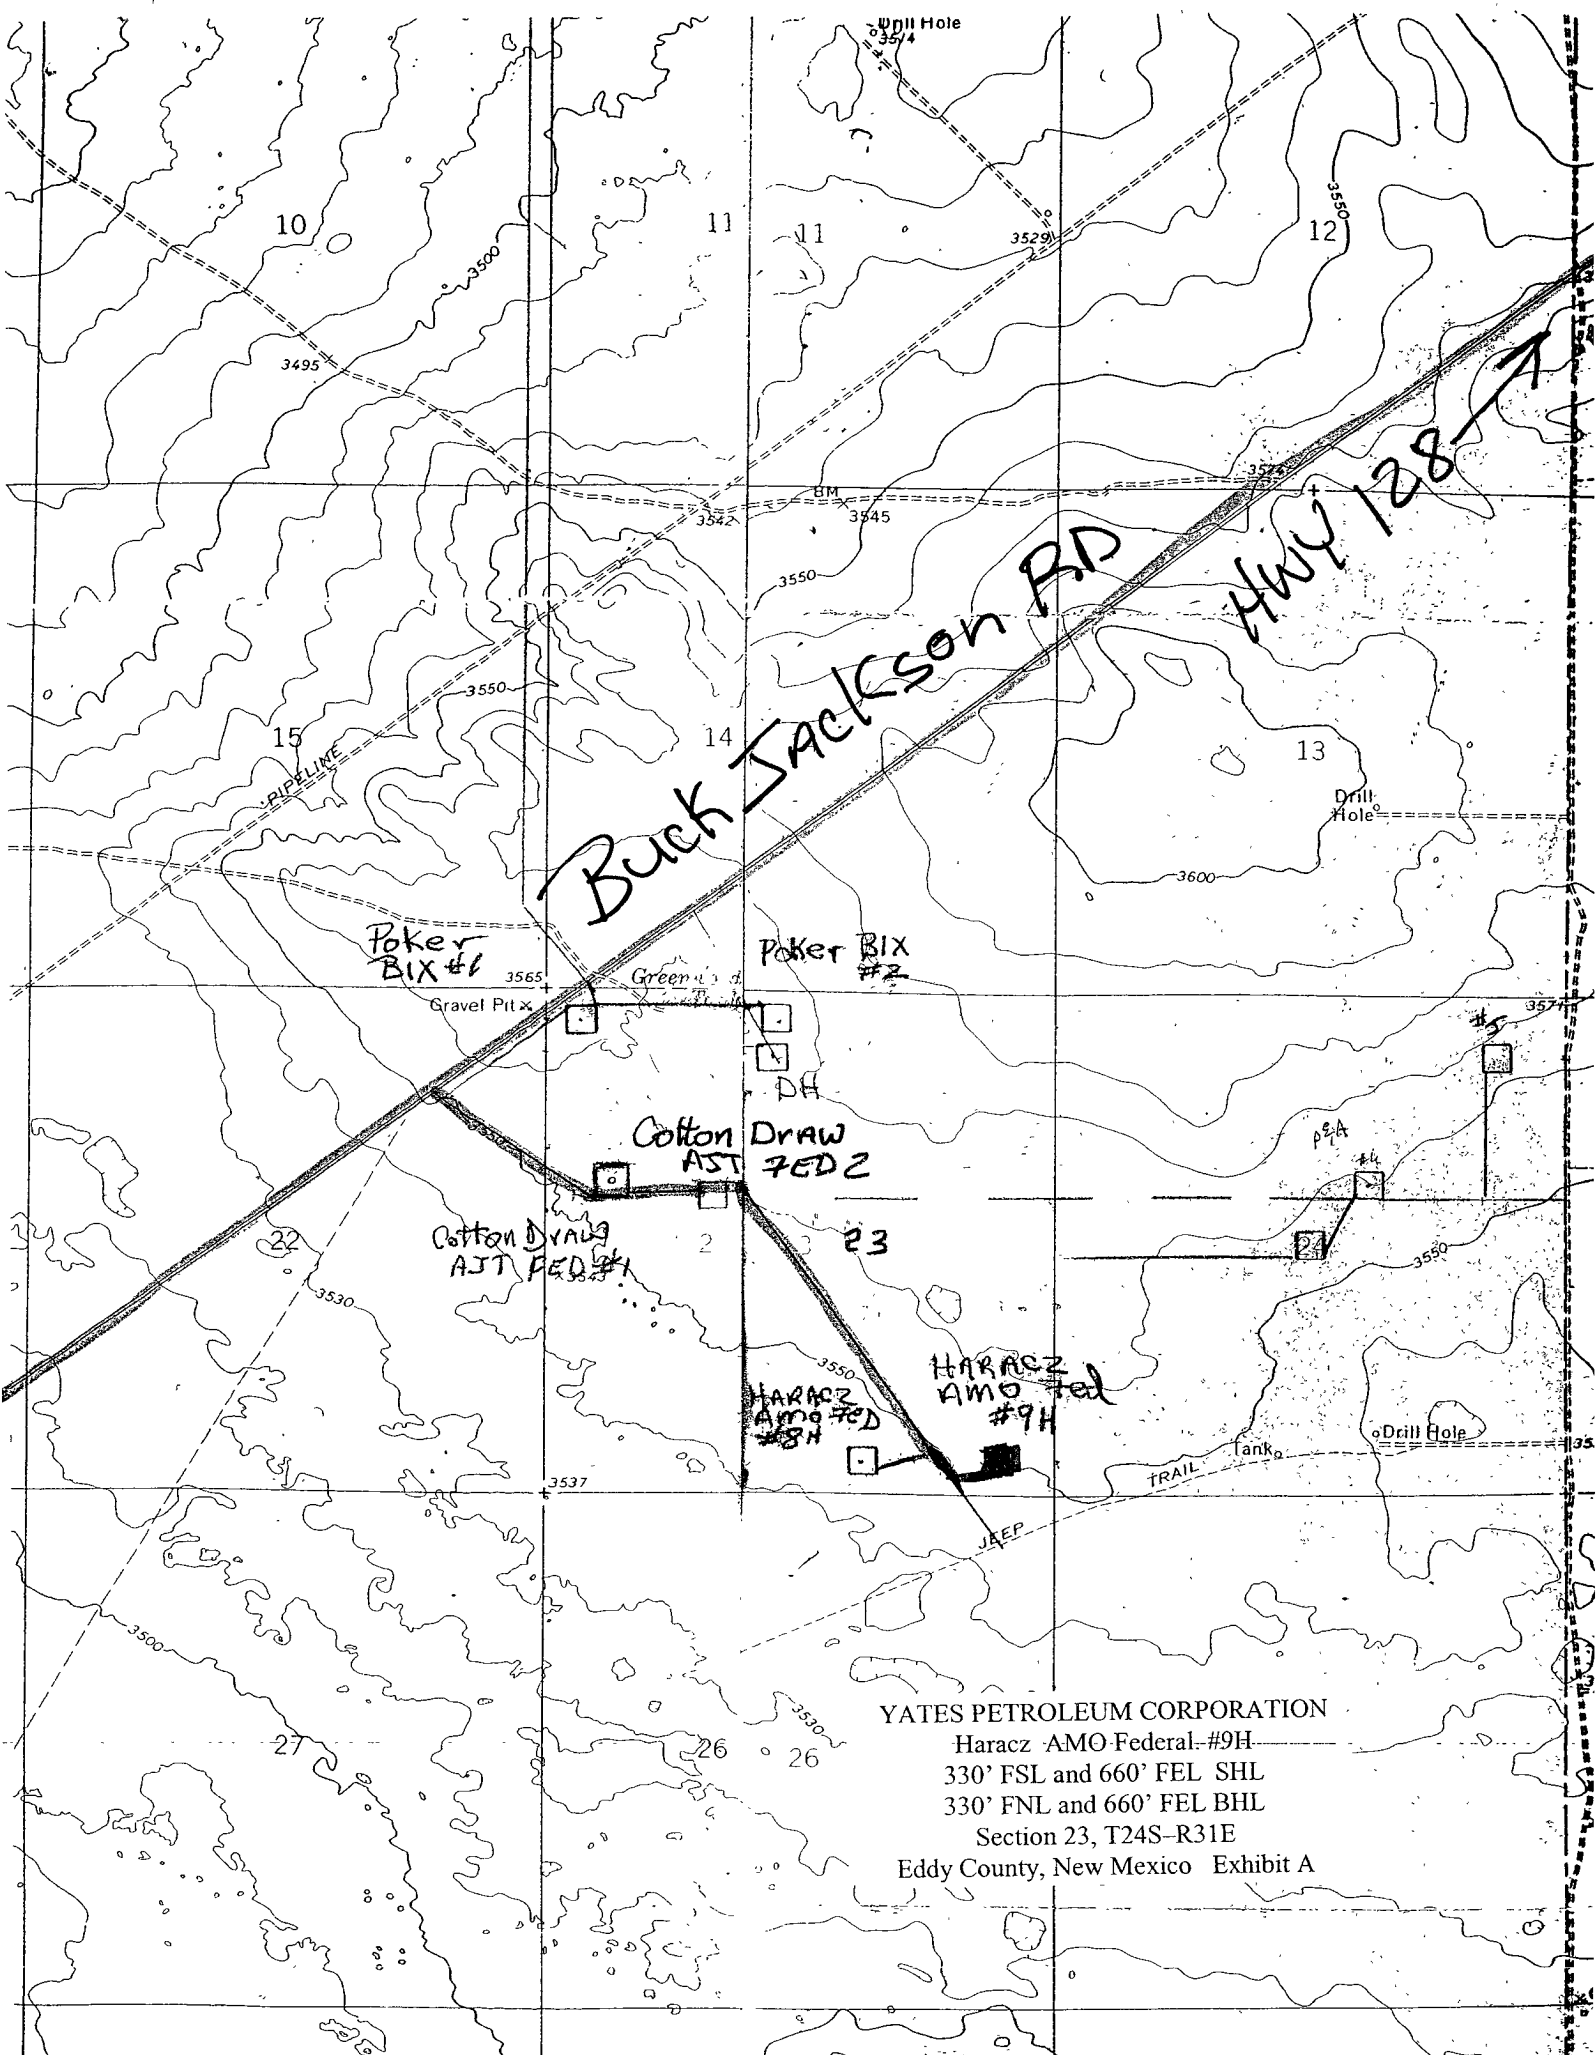 Drill Hole
3514
10
11
11
12
3550
3529
3500
3495
BM
3542
3545
3550
HWY 128
Buck JACKSON RD
3550
15
PIPELINE
14
13
Drill
Hole
3600
Poker
BIX #1
3565
Gravel Pit
Poker BIX
#2
3571
#5
DH
Cotton Draw
AJT FED 2
P&A
#4
3550
22
Cotton Draw
AJT FED #1
2
3
23
24
3550
3530
3550
HARACZ
AMO Fed
#8H
HARACZ
AMO Fed
#9H
Drill Hole
Tank
TRAIL
JEEP
3537
3500
3530
27
26
26
YATES PETROLEUM CORPORATION
Haracz AMO Federal #9H
330' FSL and 660' FEL SHL
330' FNL and 660' FEL BHL
Section 23, T24S–R31E
Eddy County, New Mexico Exhibit A